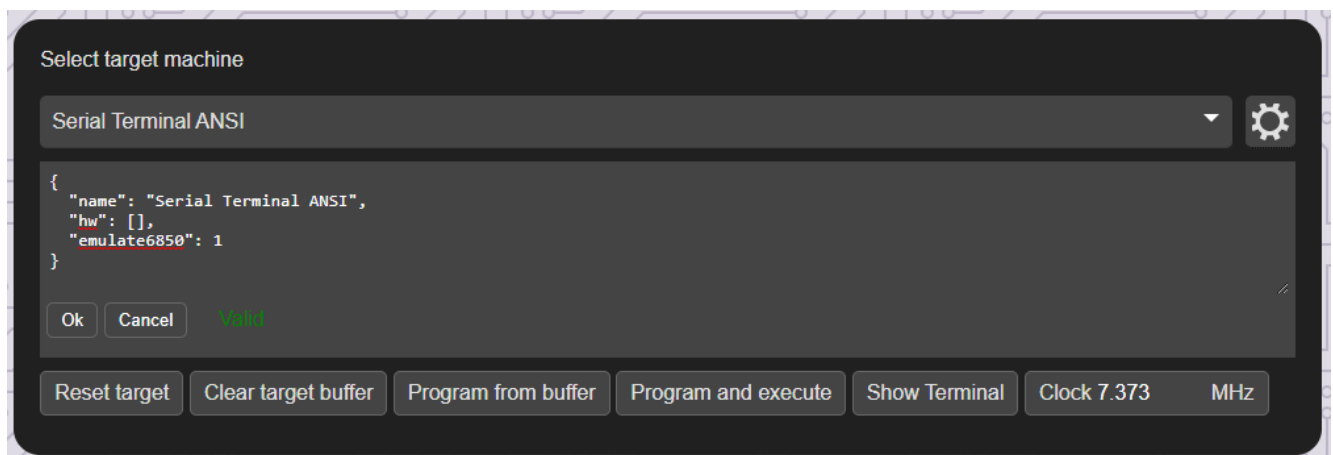 Select target machine
Serial Terminal ANSI
{
  "name": "Serial Terminal ANSI",
  "hw": [],
  "emulate6850": 1
}
Ok Cancel Valid
Reset target Clear target buffer Program from buffer Program and execute Show Terminal Clock 7.373 MHz